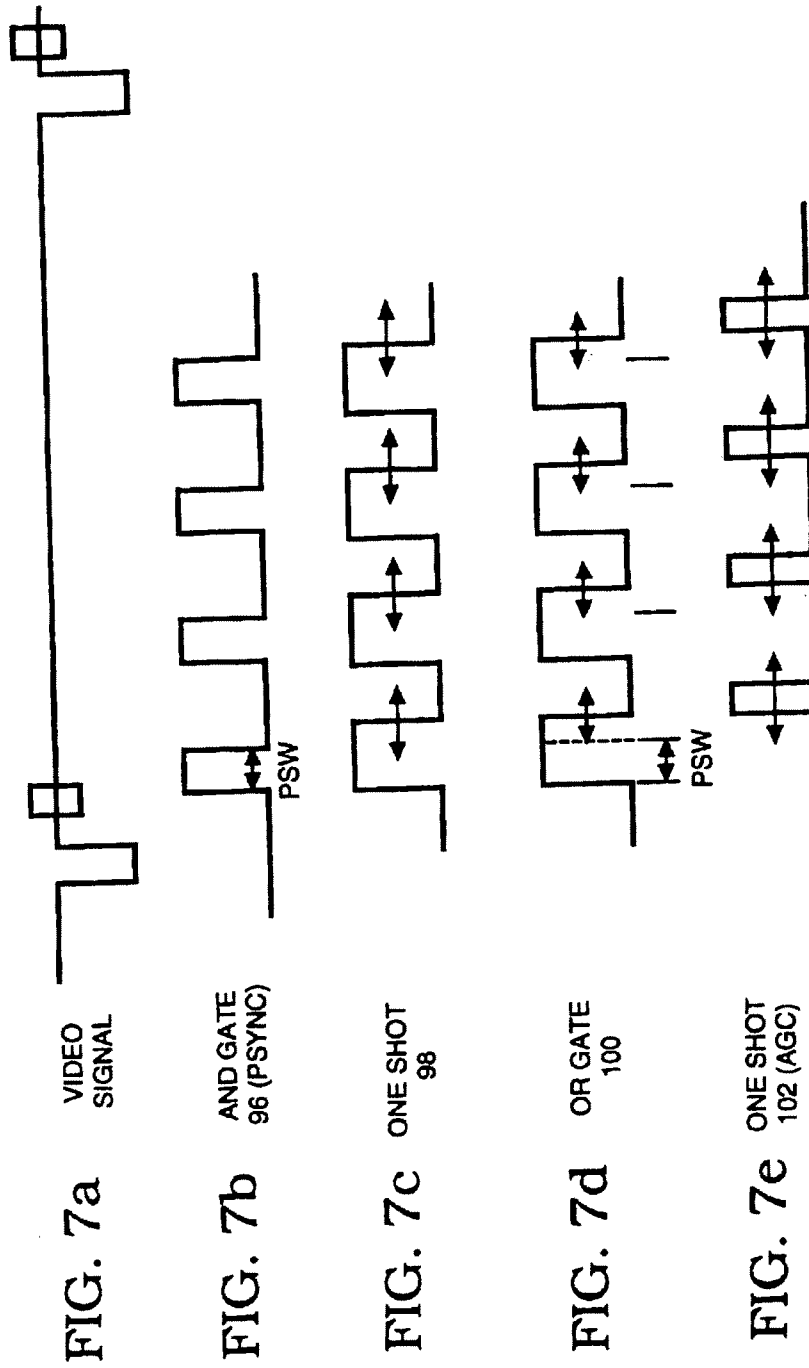 FIG. 7a
VIDEO
SIGNAL
FIG. 7b
AND GATE
96 (PSYNC)
PSW
FIG. 7c
ONE SHOT
98
FIG. 7d
OR GATE
100
PSW
FIG. 7e
ONE SHOT
102 (AGC)